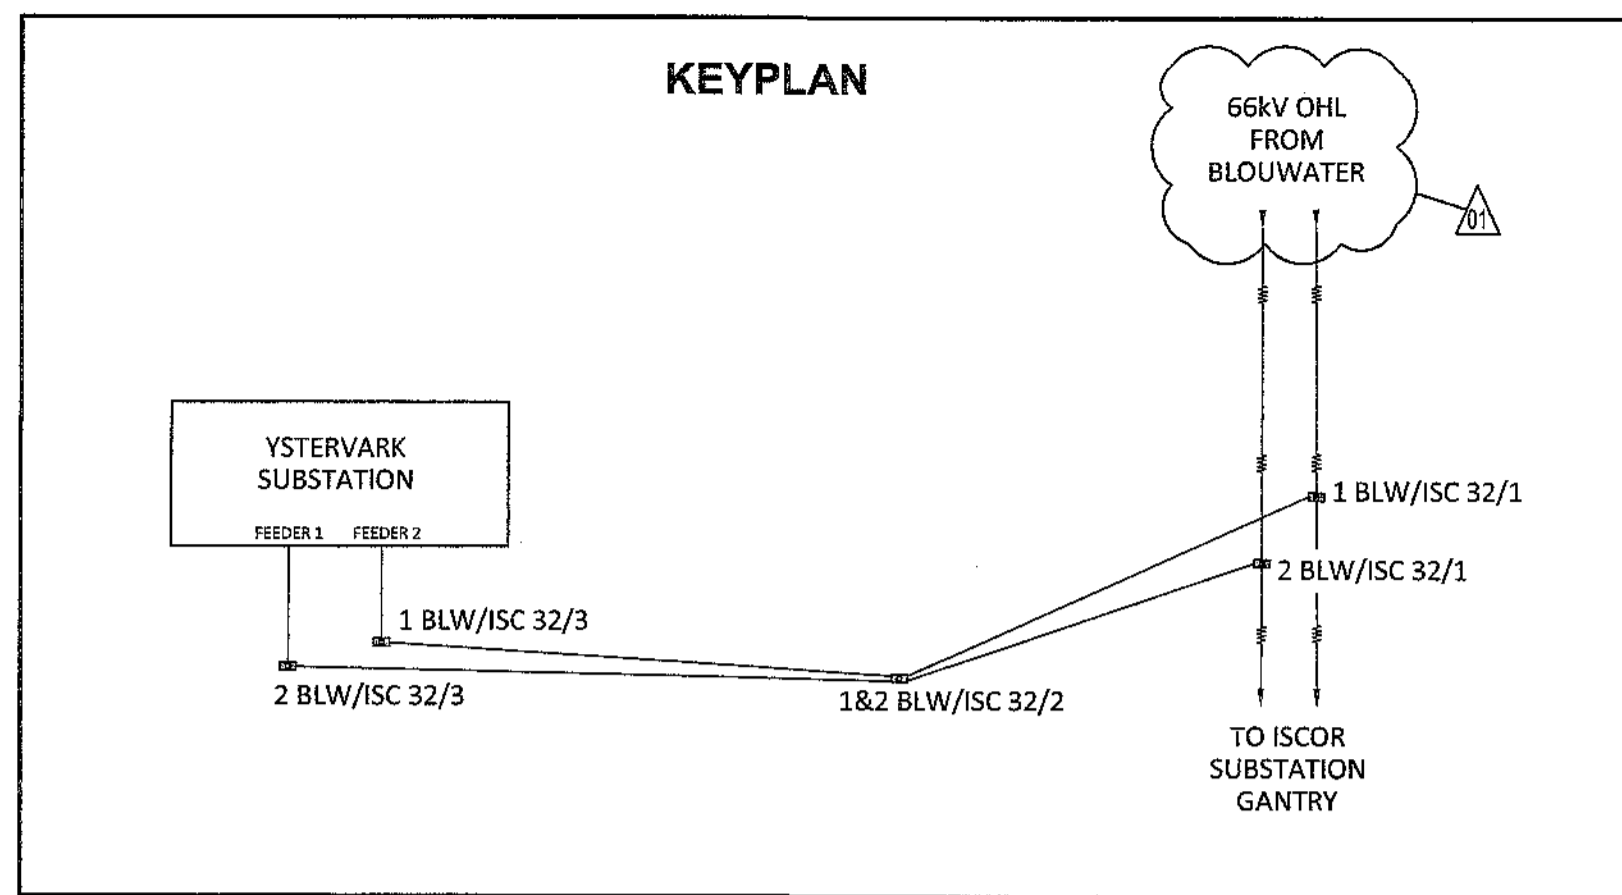 KEYPLAN
66kV OHL
FROM
BLOUWATER
01
YSTERVARK
SUBSTATION
FEEDER 1
FEEDER 2
1 BLW/ISC 32/1
2 BLW/ISC 32/1
1 BLW/ISC 32/3
2 BLW/ISC 32/3
1&2 BLW/ISC 32/2
TO ISCOR
SUBSTATION
GANTRY